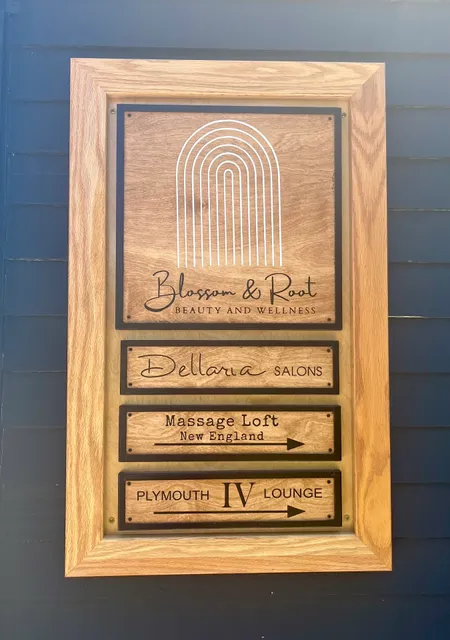 Blossom & Root
BEAUTY AND WELLNESS
Dellaria SALONS
Massage Loft
New England
PLYMOUTH IV LOUNGE